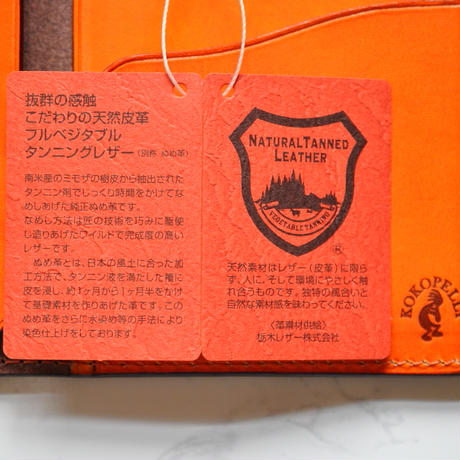 抜群の感触
こだわりの天然皮革
フルベジタブル
タンニングレザー(別称 ぬめ革)
南米産のミモザの樹皮から抽出された
タンニン剤でじっくり時間をかけてな
めしあげた純正ぬめ革です。
なめし方法は匠の技術を巧みに駆使
し造りあげたワイルドで完成度の高い
レザーです。
ぬめ革とは、日本の風土に合った加
工方法で、タンニン液を満たした槽に
皮を浸し、約1ヶ月から1ヶ月半をかけ
て基礎素材を作りあげた革です。この
ぬめ革をさらに水染め等の手法により
染色仕上げをしております。
NATURAL TANNED
LEATHER
VEGETABLE TANNING
®
天然素材はレザー(皮革)に限ら
ず、人に、そして環境にやさしく触
れ合うものです。独特の風合いと
自然な素材感を味わってください。
〈革素材供給〉
栃木レザー株式会社
KOKOPELLI